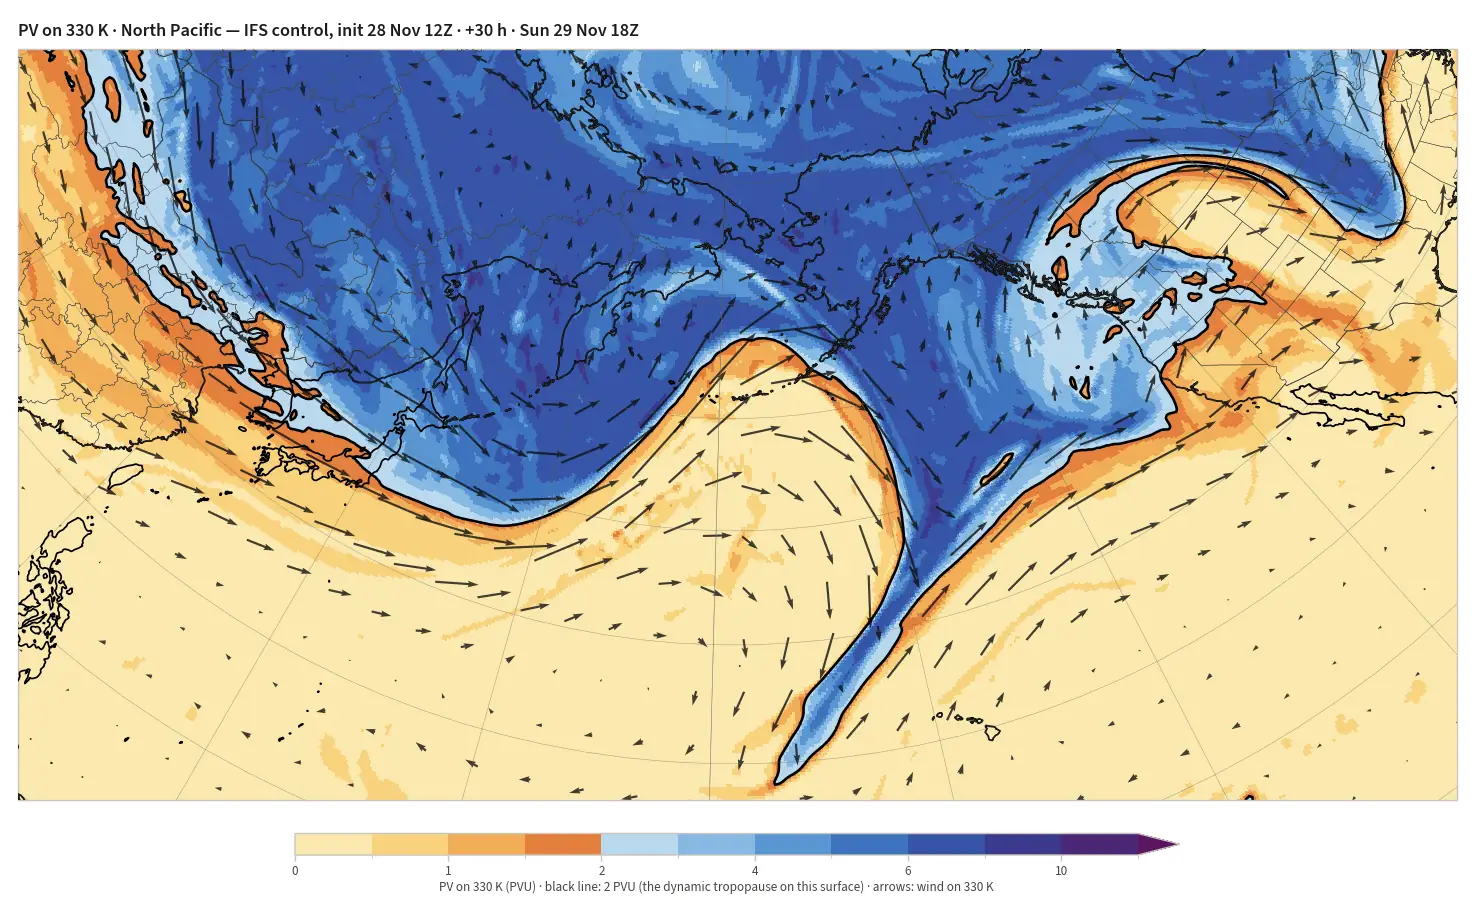 PV on 330 K · North Pacific — IFS control, init 28 Nov 12Z · +30 h · Sun 29 Nov 18Z
0 1 2 4 6 10
PV on 330 K (PVU) · black line: 2 PVU (the dynamic tropopause on this surface) · arrows: wind on 330 K